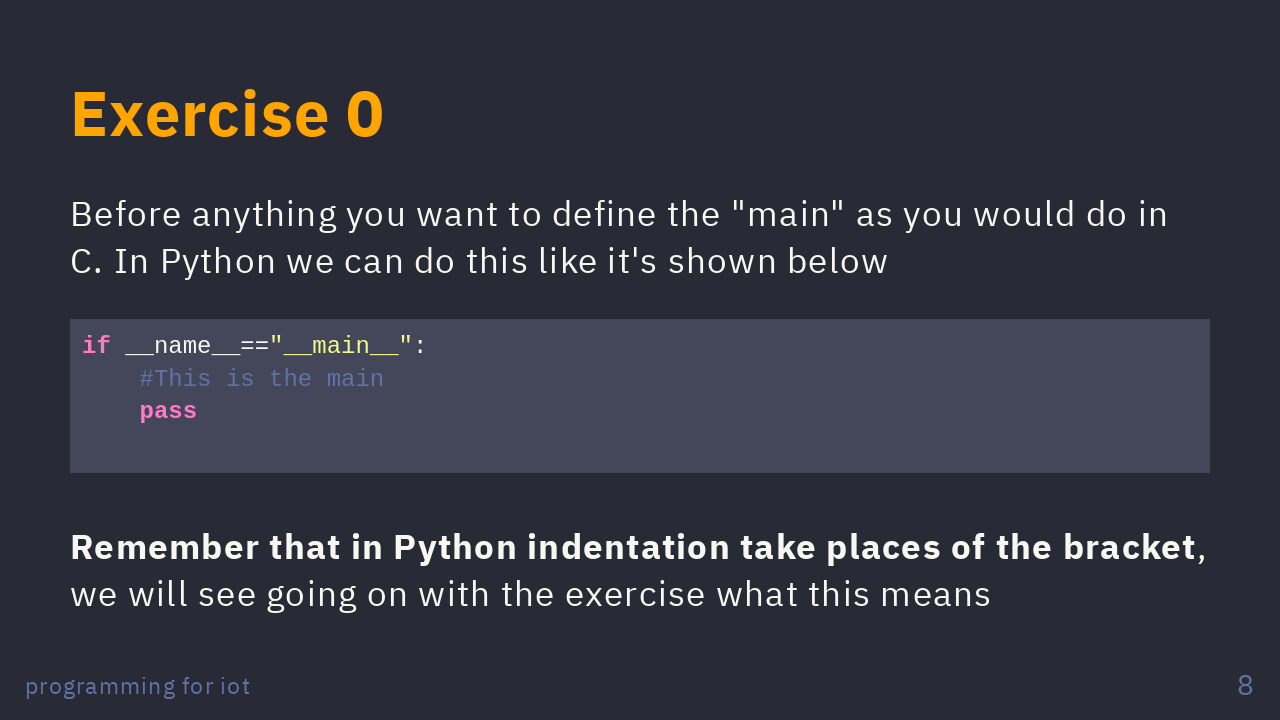 Exercise 0
Before anything you want to define the "main" as you would do in
C. In Python we can do this like it's shown below
if __name__=="__main__":
    #This is the main
    pass
Remember that in Python indentation take places of the bracket,
we will see going on with the exercise what this means
programming for iot
8